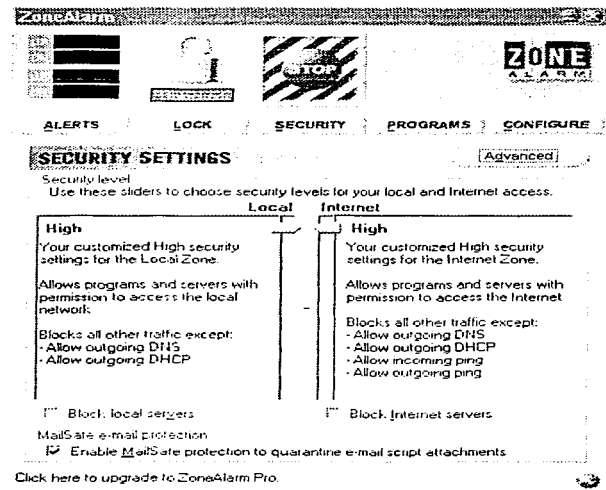 ZoneAlarm
STOP
ZONE
ALARM
ALERTS LOCK SECURITY PROGRAMS CONFIGURE
SECURITY SETTINGS Advanced
Security level
Use these sliders to choose security levels for your local and Internet access.
Local Internet
High
Your customized High security
settings for the Local Zone.
Allows programs and servers with
permission to access the local
network
Blocks all other traffic except:
- Allow outgoing DNS
- Allow outgoing DHCP
High
Your customized High security
settings for the Internet Zone.
Allows programs and servers with
permission to access the Internet
Blocks all other traffic except:
- Allow outgoing DNS
- Allow outgoing DHCP
- Allow incoming ping
- Allow outgoing ping
Block local servers
Block Internet servers
MailSafe e-mail protection
Enable MailSafe protection to quarantine e-mail script attachments
Click here to upgrade to ZoneAlarm Pro.